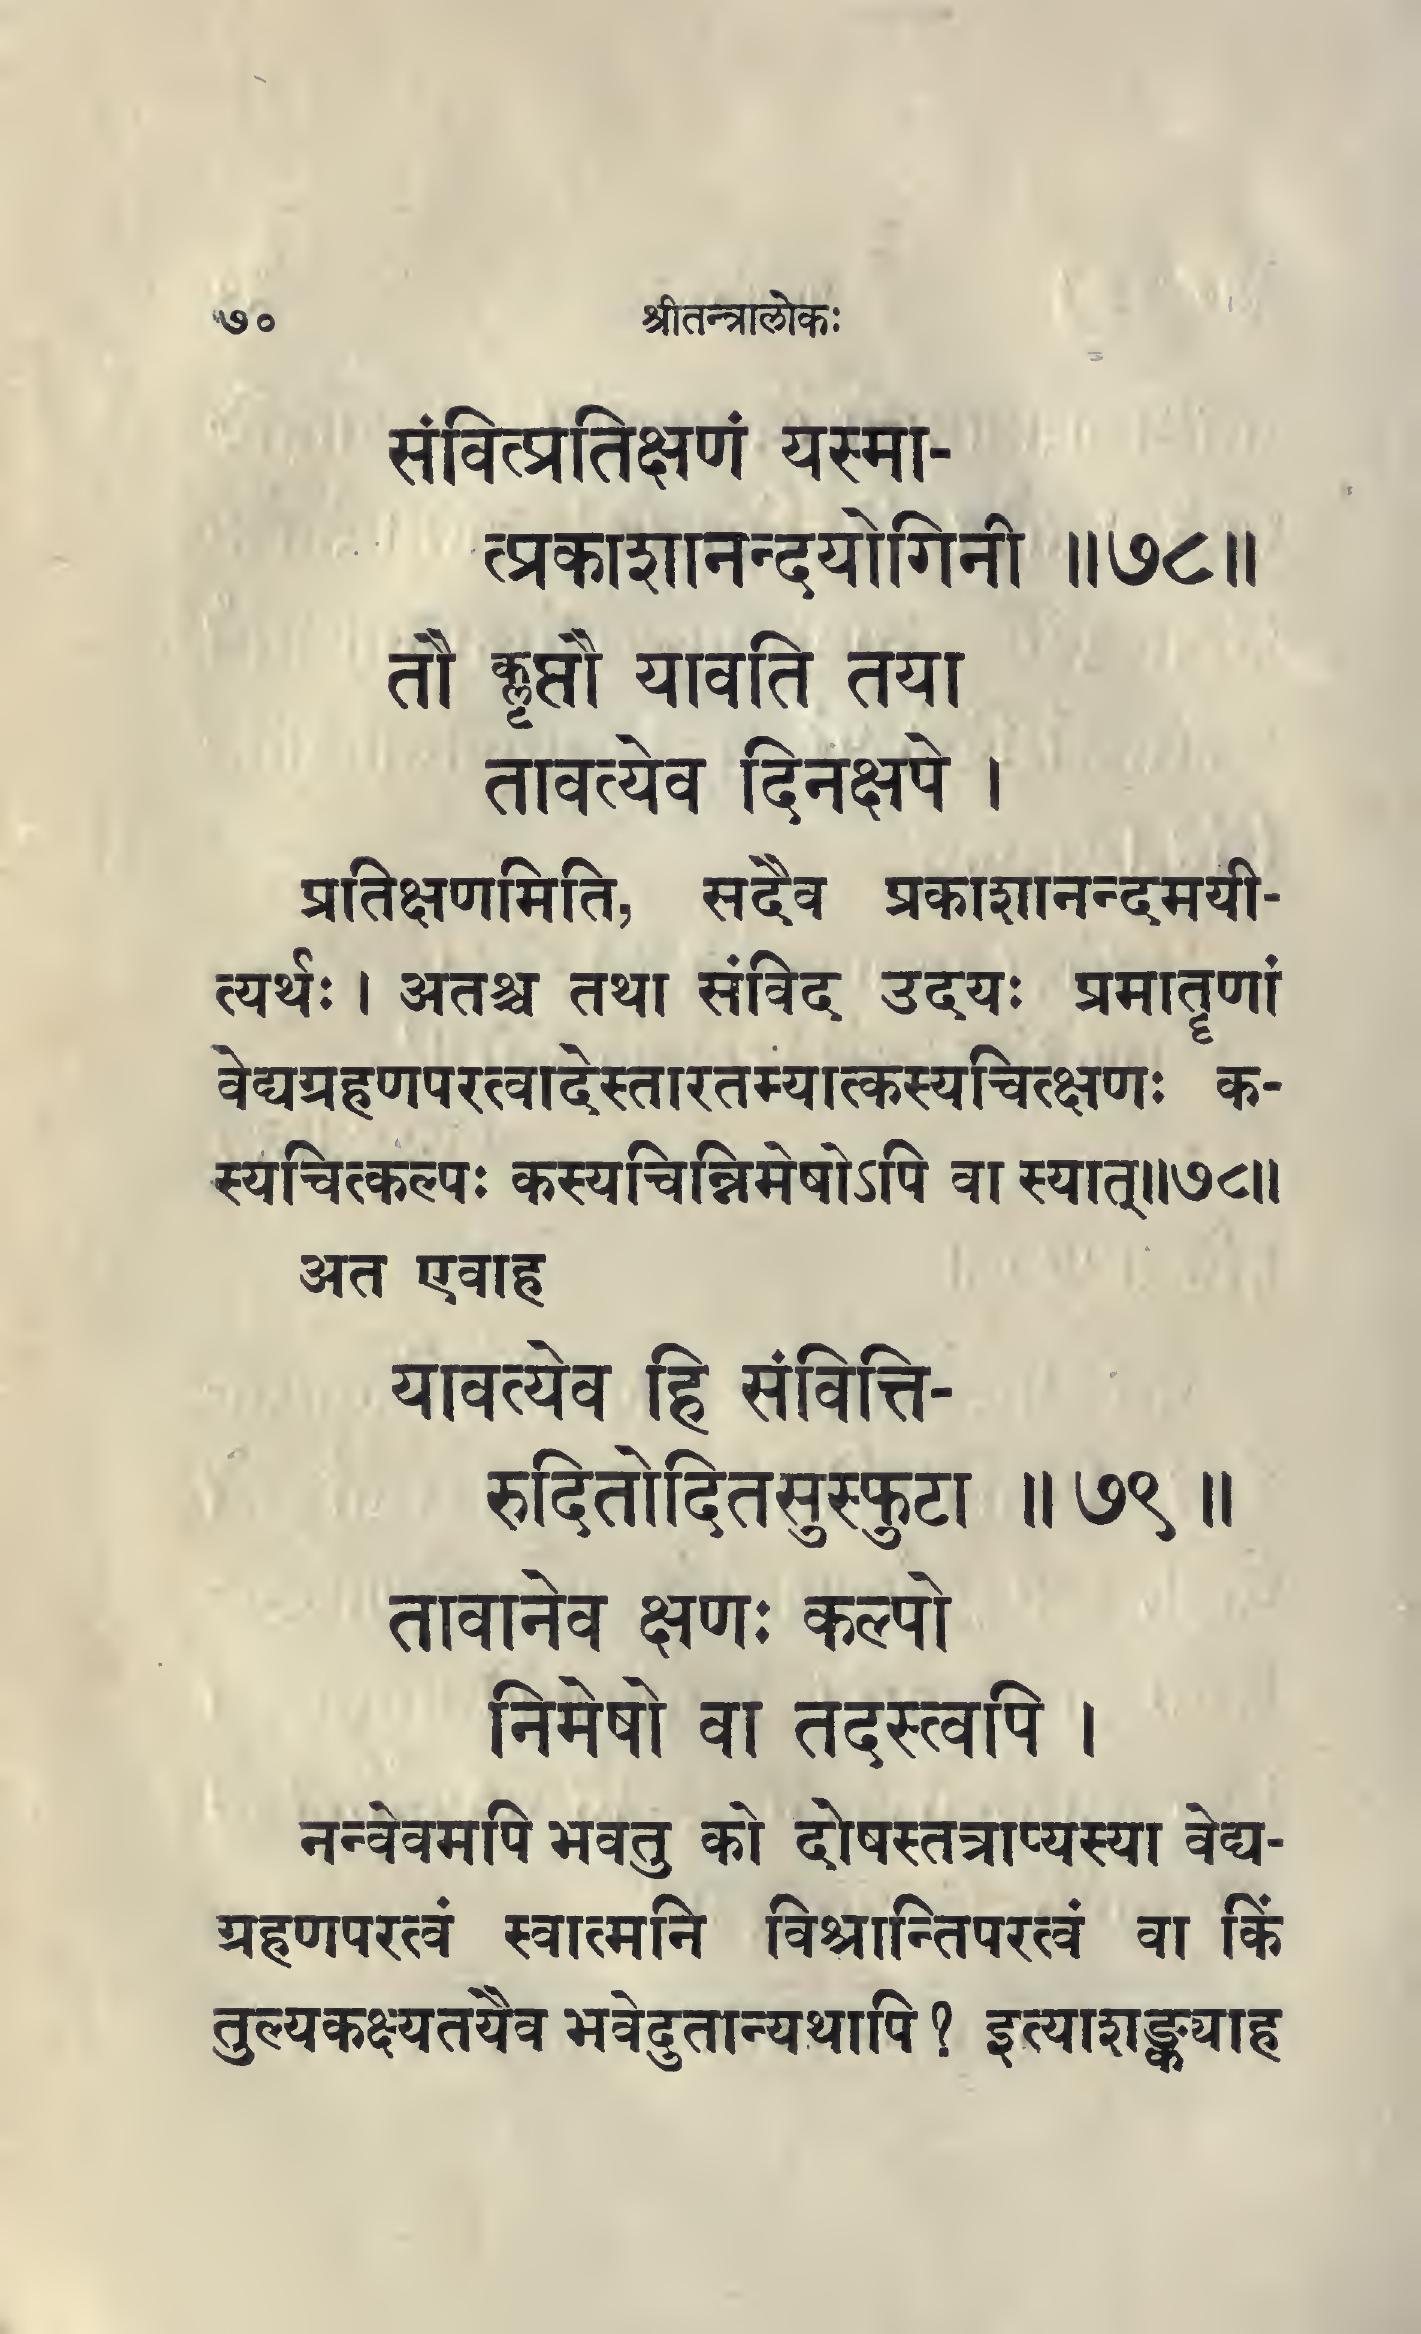 ७० श्रीतन्त्रालोकः
संवित्प्रतिक्षणं यस्मा-
त्प्रकाशानन्दयोगिनी ॥७८॥
तौ क्लृप्तौ यावति तया
तावत्येव दिनक्षपे ।
प्रतिक्षणमिति, सदैव प्रकाशानन्दमयी-
त्यर्थः । अतश्च तथा संविद उदयः प्रमातॄणां
वेद्यग्रहणपरत्वादेस्तारतम्यात्कस्यचित्क्षणः क-
स्यचित्कल्पः कस्यचिन्निमेषोऽपि वा स्यात्॥७८॥
अत एवाह
यावत्येव हि संवित्ति-
रुदितोदितसुस्फुटा ॥ ७९ ॥
तावानेव क्षणः कल्पो
निमेषो वा तदस्त्वपि ।
नन्वेवमपि भवतु को दोषस्तत्राप्यस्या वेद्य-
ग्रहणपरत्वं स्वात्मनि विश्रान्तिपरत्वं वा किं
तुल्यकक्ष्यतयैव भवेदुतान्यथापि ? इत्याशङ्क्याह